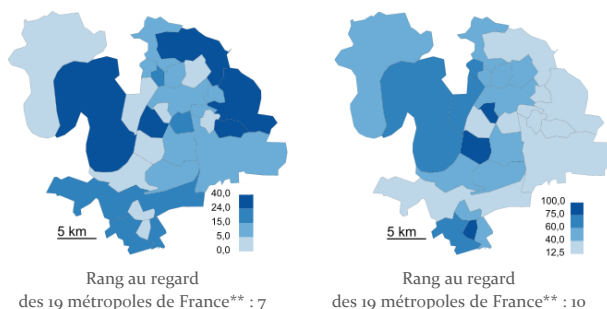 40,0
24,0
15,0
5,0
0,0
5 km
Rang au regard
des 19 métropoles de France** : 7
100,0
75,0
60,0
40,0
12,5
5 km
Rang au regard
des 19 métropoles de France** : 10